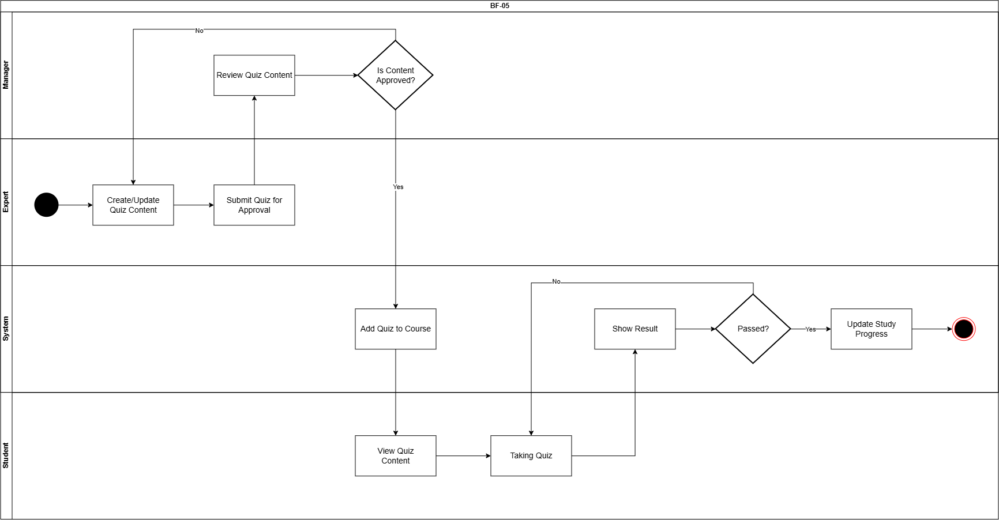 BF-05
Manager
No
Review Quiz Content
Is Content
Approved?
Expert
Create/Update
Quiz Content
Submit Quiz for
Approval
Yes
System
Add Quiz to Course
No
Show Result
Passed?
Yes
Update Study
Progress
Student
View Quiz
Content
Taking Quiz